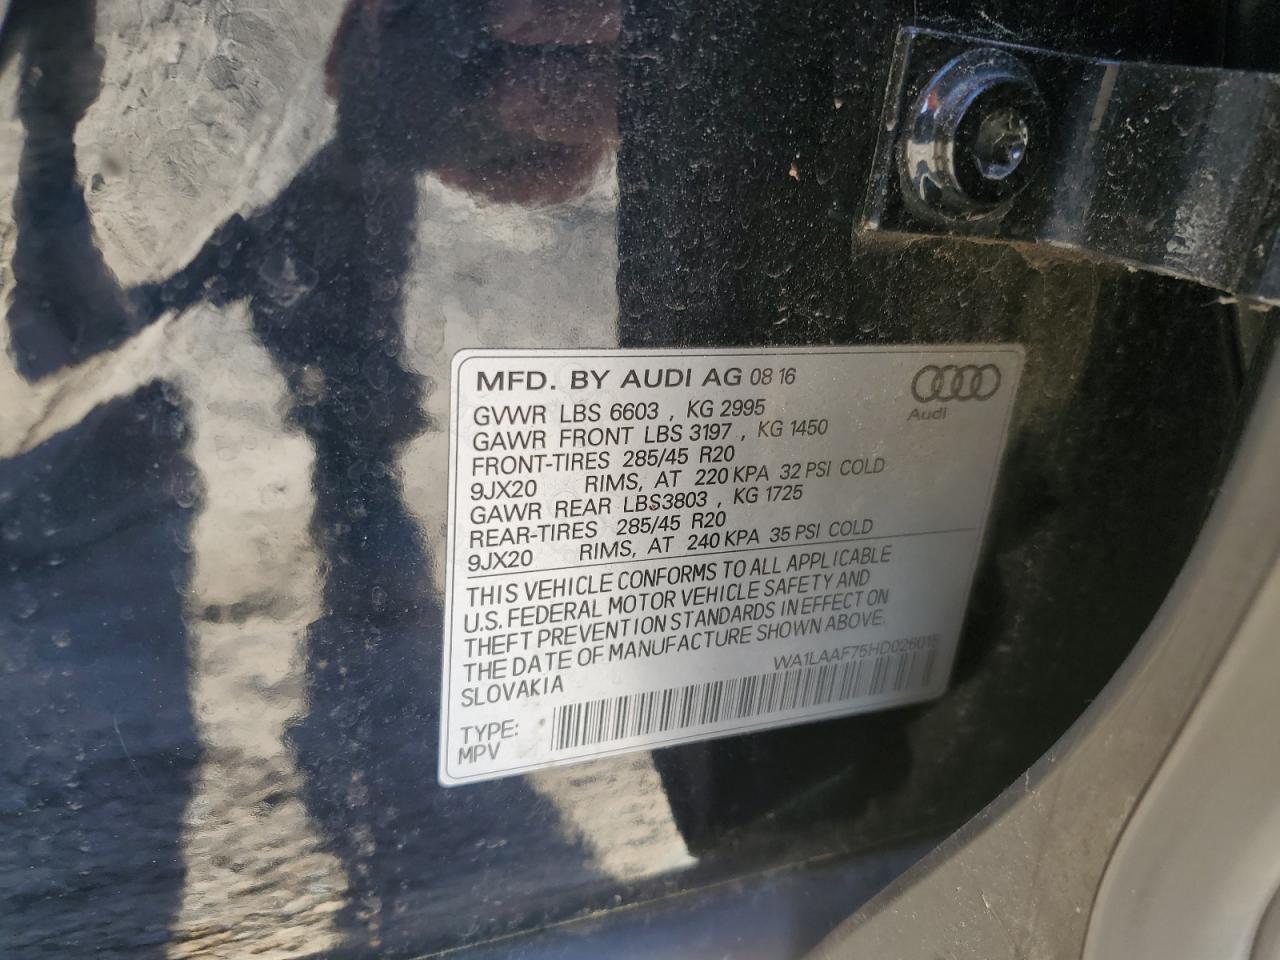 MFD. BY AUDI AG 08 16
Audi
GVWR LBS 6603 , KG 2995
GAWR FRONT LBS 3197 , KG 1450
FRONT-TIRES 285/45 R20
9JX20 RIMS, AT 220 KPA 32 PSI COLD
GAWR REAR LBS3803 , KG 1725
REAR-TIRES 285/45 R20
9JX20 RIMS, AT 240 KPA 35 PSI COLD
THIS VEHICLE CONFORMS TO ALL APPLICABLE
U.S. FEDERAL MOTOR VEHICLE SAFETY AND
THEFT PREVENTION STANDARDS IN EFFECT ON
THE DATE OF MANUFACTURE SHOWN ABOVE.
SLOVAKIA
WA1LAAF75HD026015
TYPE:
MPV